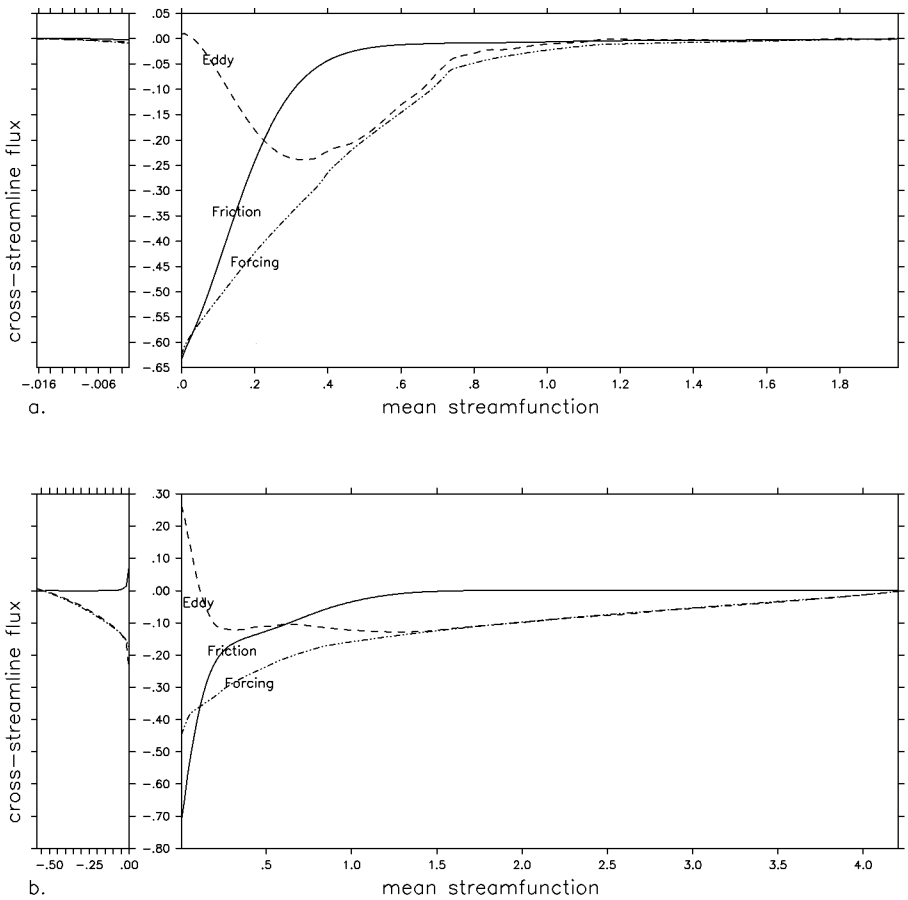 .05
.00
-.05
-.10
-.15
-.20
-.25
-.30
-.35
-.40
-.45
-.50
-.55
-.60
-.65
cross-streamline flux
Eddy
Friction
Forcing
-.016 -.006
.0 .2 .4 .6 .8 1.0 1.2 1.4 1.6 1.8
a.
mean streamfunction
.30
.20
.10
.00
-.10
-.20
-.30
-.40
-.50
-.60
-.70
-.80
cross-streamline flux
Eddy
Friction
Forcing
-.50 -.25 .00
.5 1.0 1.5 2.0 2.5 3.0 3.5 4.0
b.
mean streamfunction